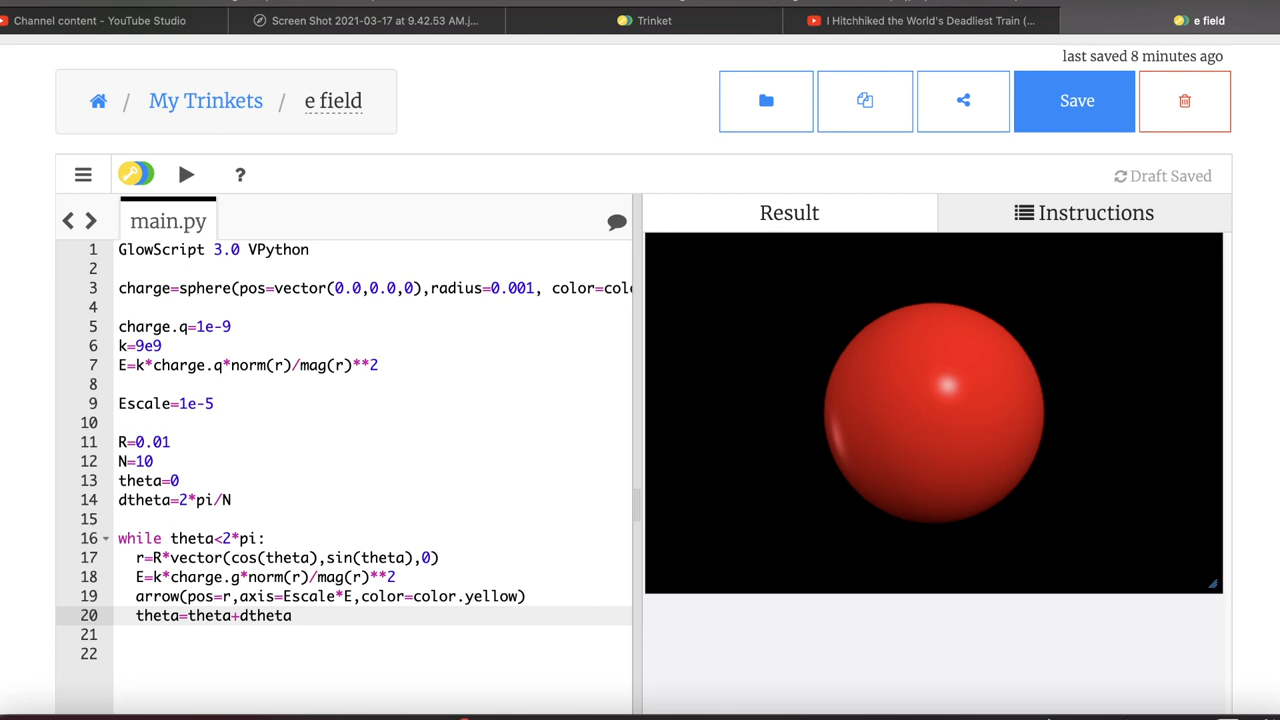 Channel content - YouTube Studio
Screen Shot 2021-03-17 at 9.42.53 AM.j...
Trinket
I Hitchhiked the World's Deadliest Train (...
e field
last saved 8 minutes ago
/ My Trinkets / e field
Save
?
Draft Saved
main.py
Result
Instructions
1 GlowScript 3.0 VPython
2
3 charge=sphere(pos=vector(0.0,0.0,0),radius=0.001, color=colo
4
5 charge.q=1e-9
6 k=9e9
7 E=k*charge.q*norm(r)/mag(r)**2
8
9 Escale=1e-5
10
11 R=0.01
12 N=10
13 theta=0
14 dtheta=2*pi/N
15
16 while theta<2*pi:
17 r=R*vector(cos(theta),sin(theta),0)
18 E=k*charge.g*norm(r)/mag(r)**2
19 arrow(pos=r,axis=Escale*E,color=color.yellow)
20 theta=theta+dtheta
21
22